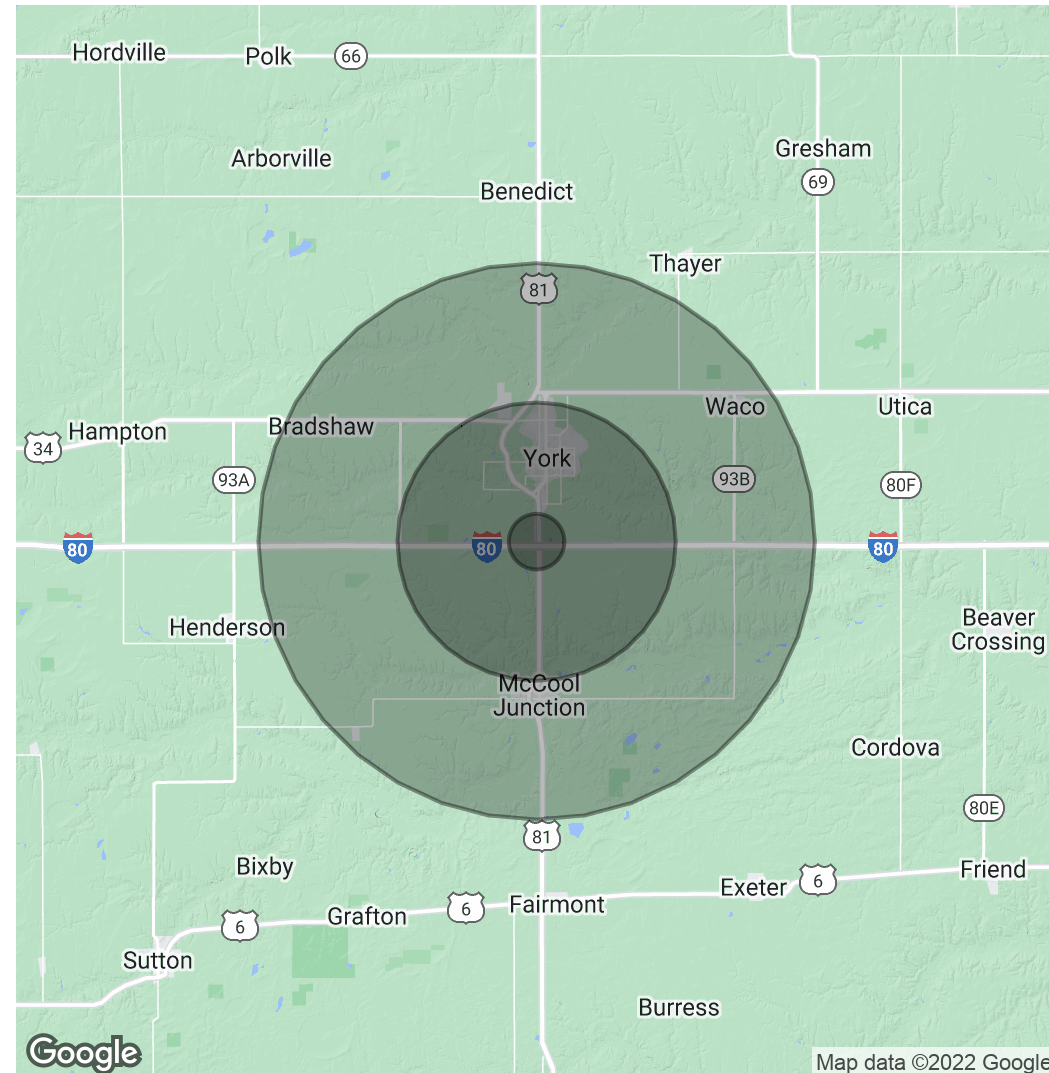 Hordville
Polk
66
Arborville
Gresham
69
Benedict
Thayer
81
Waco
Utica
Bradshaw
Hampton
34
York
93A
93B
80F
80
80
80
Henderson
Beaver
Crossing
McCool
Junction
Cordova
80E
81
Bixby
Friend
6
Exeter
Fairmont
6
Grafton
6
Sutton
Burress
Google
Map data ©2022 Google